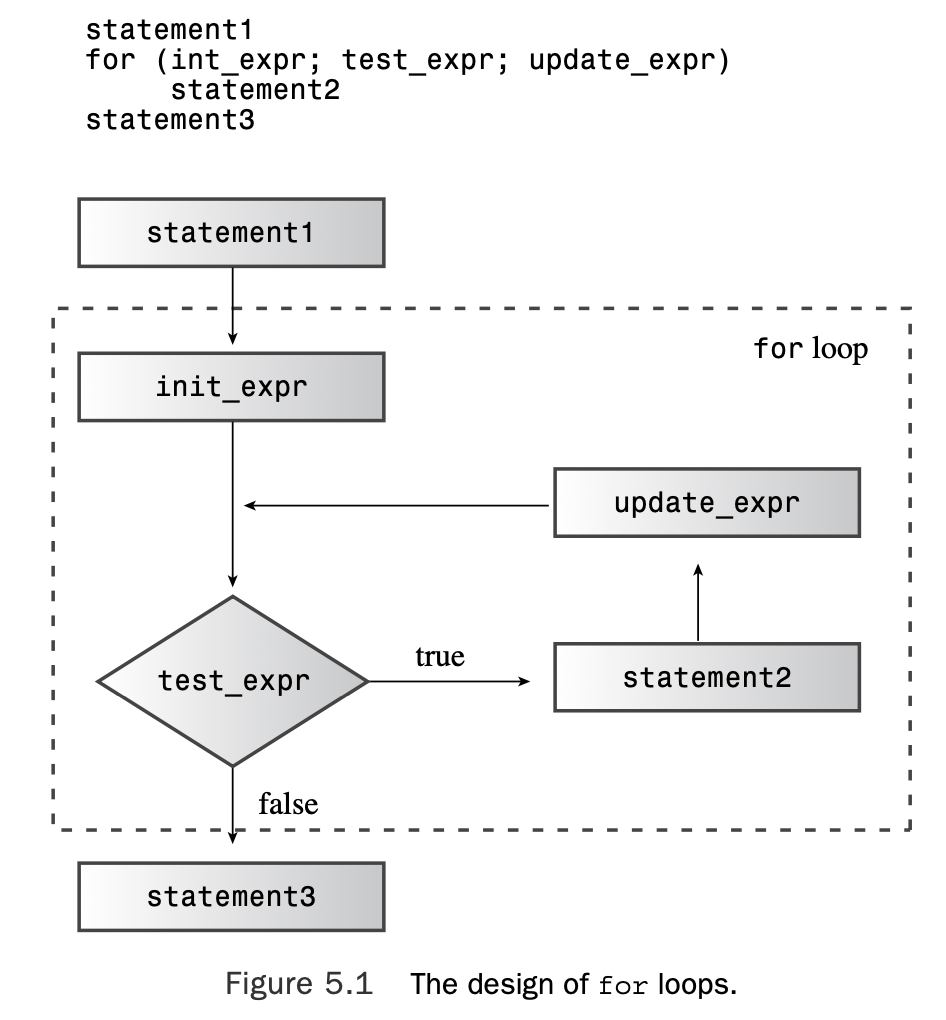 statement1
for (int_expr; test_expr; update_expr)
statement2
statement3
statement1
for loop
init_expr
update_expr
true
test_expr
statement2
false
statement3
Figure 5.1 The design of for loops.